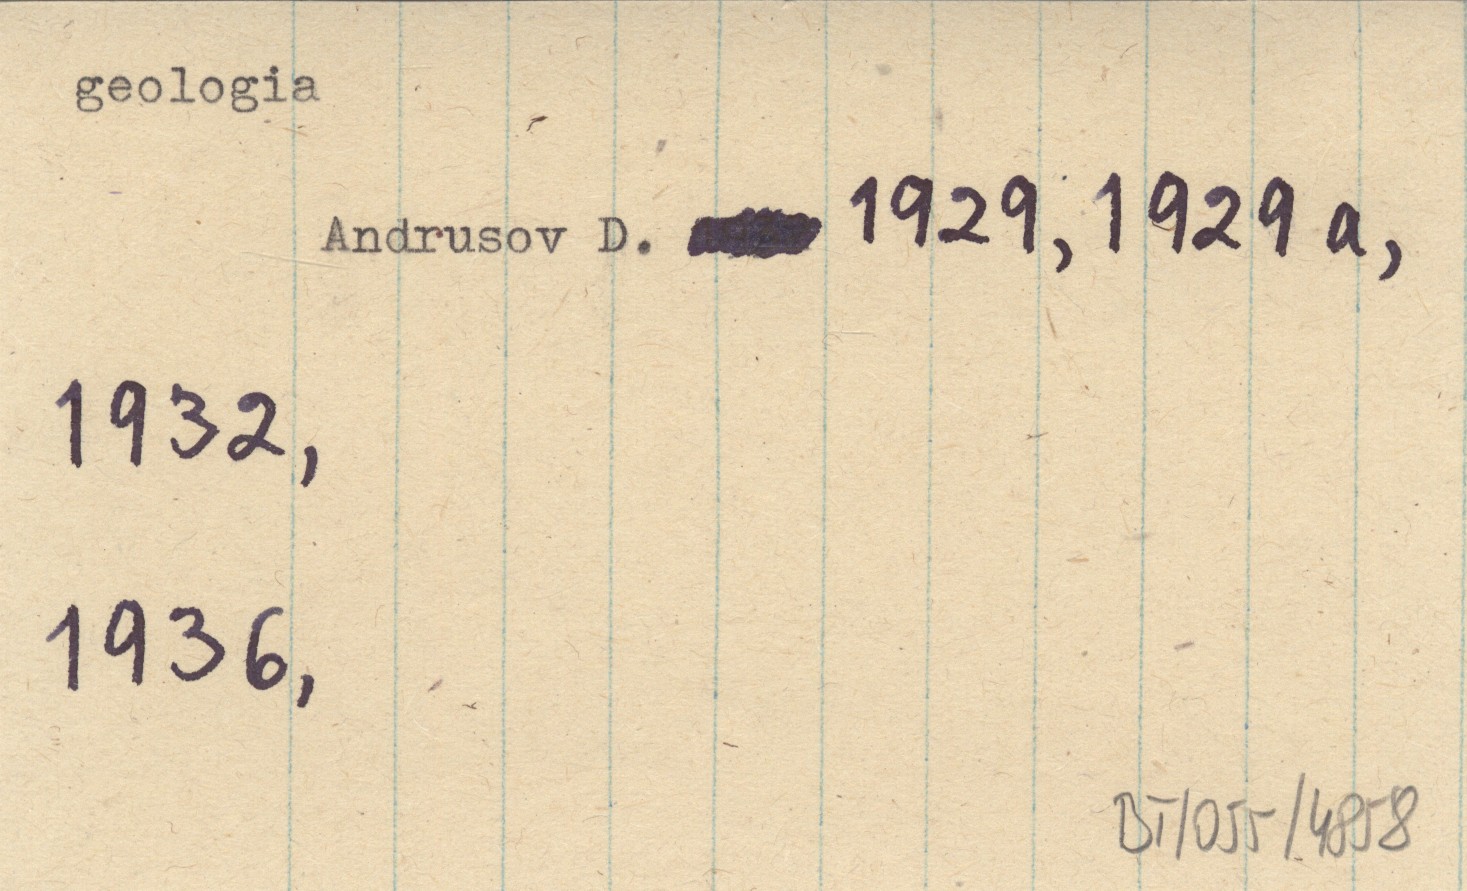 geologia
Andrusov D. 1929, 1929 a,
1932,
1936,
BT/055/4858